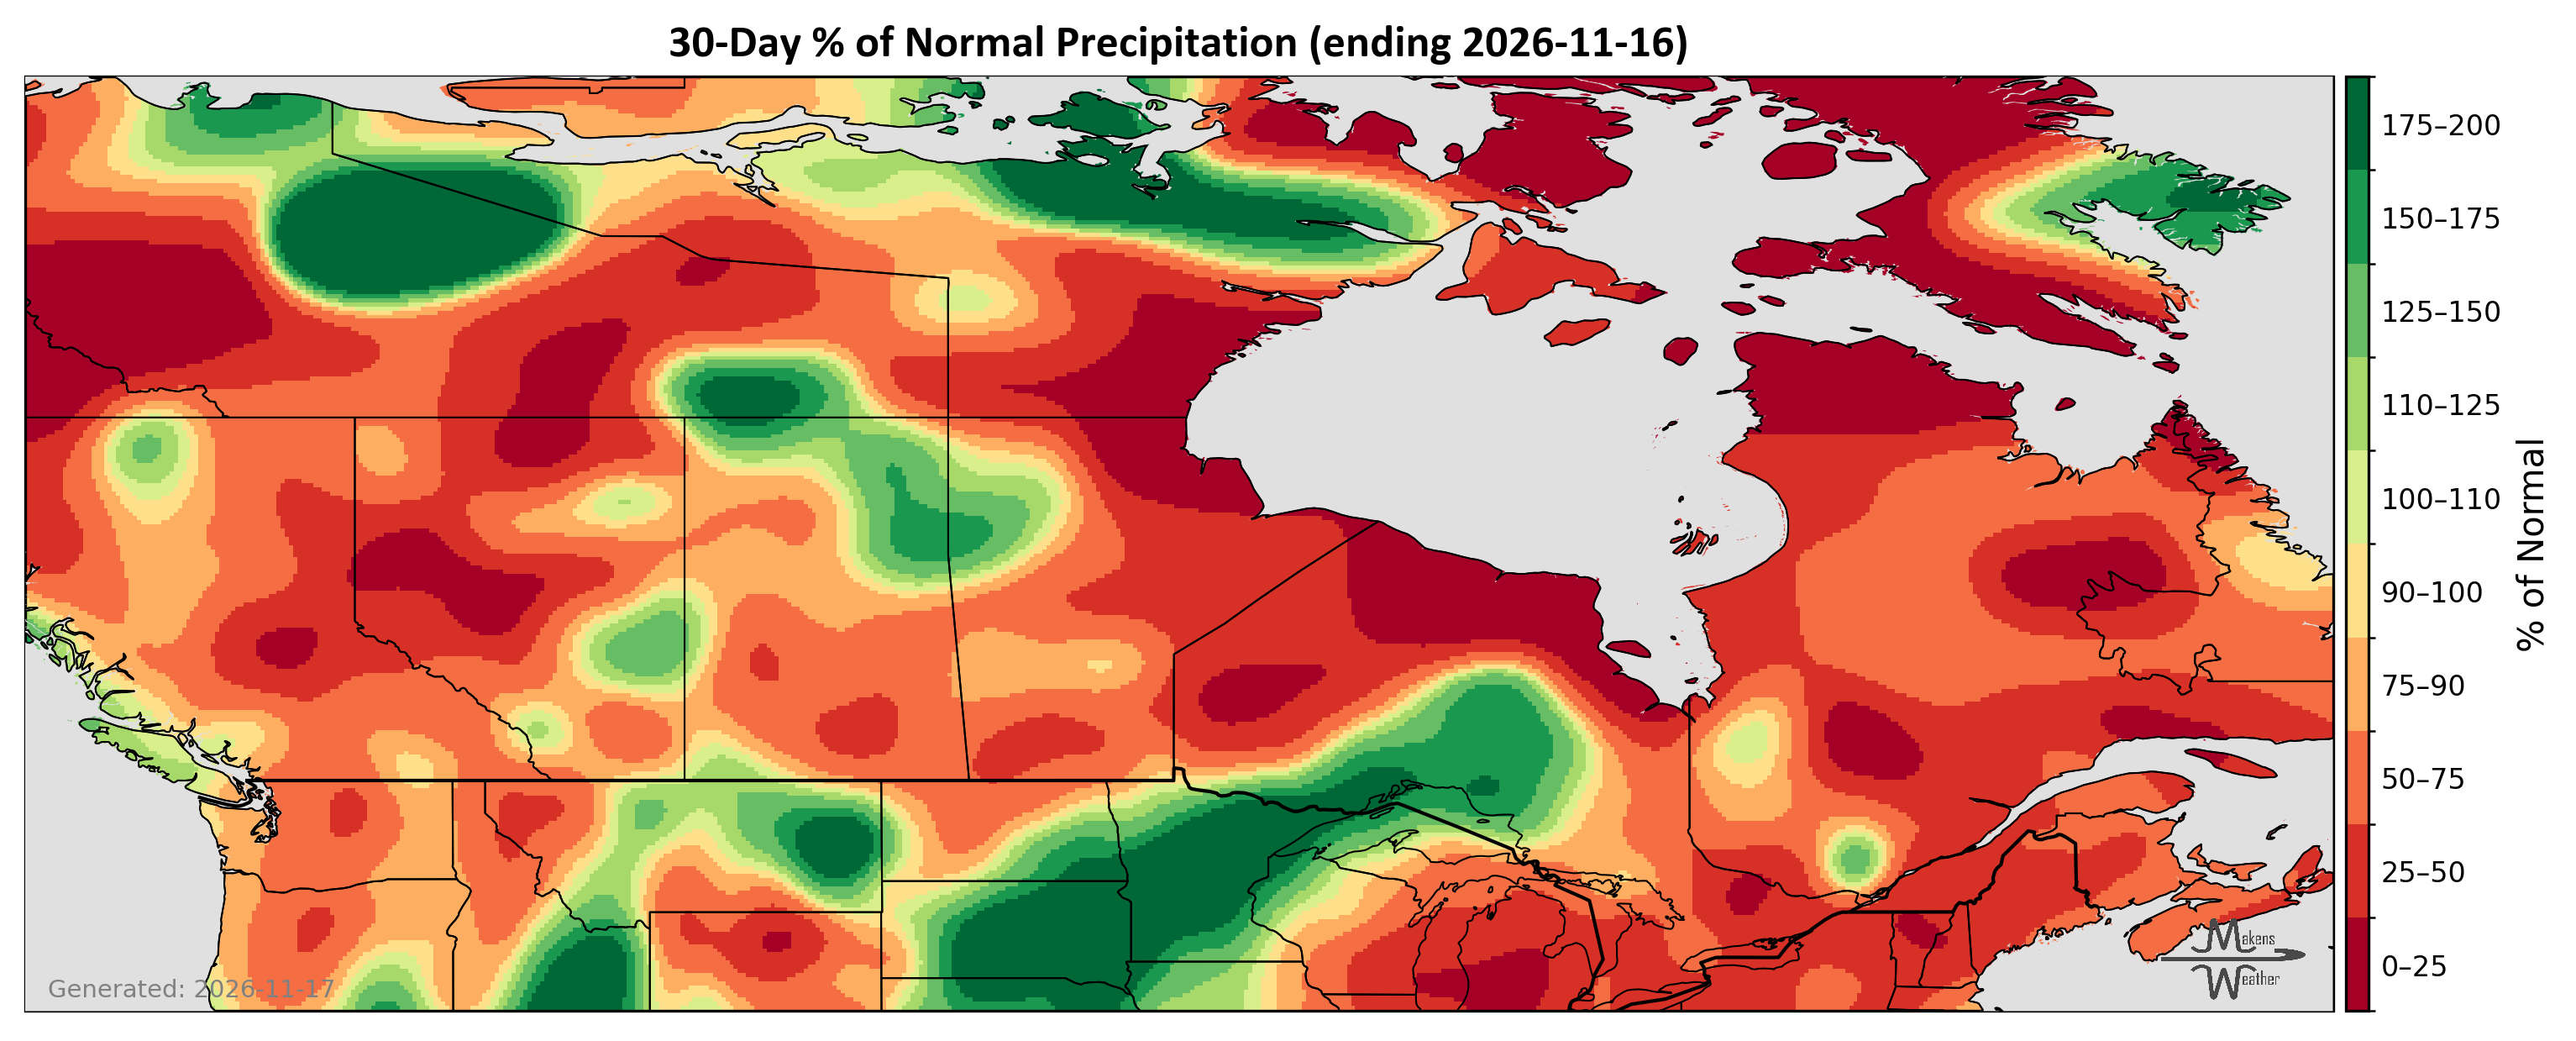 30-Day % of Normal Precipitation (ending 2026-11-16)
175–200
150–175
125–150
110–125
100–110
90–100
75–90
50–75
25–50
0–25
% of Normal
Generated: 2026-11-17
Makens
Weather